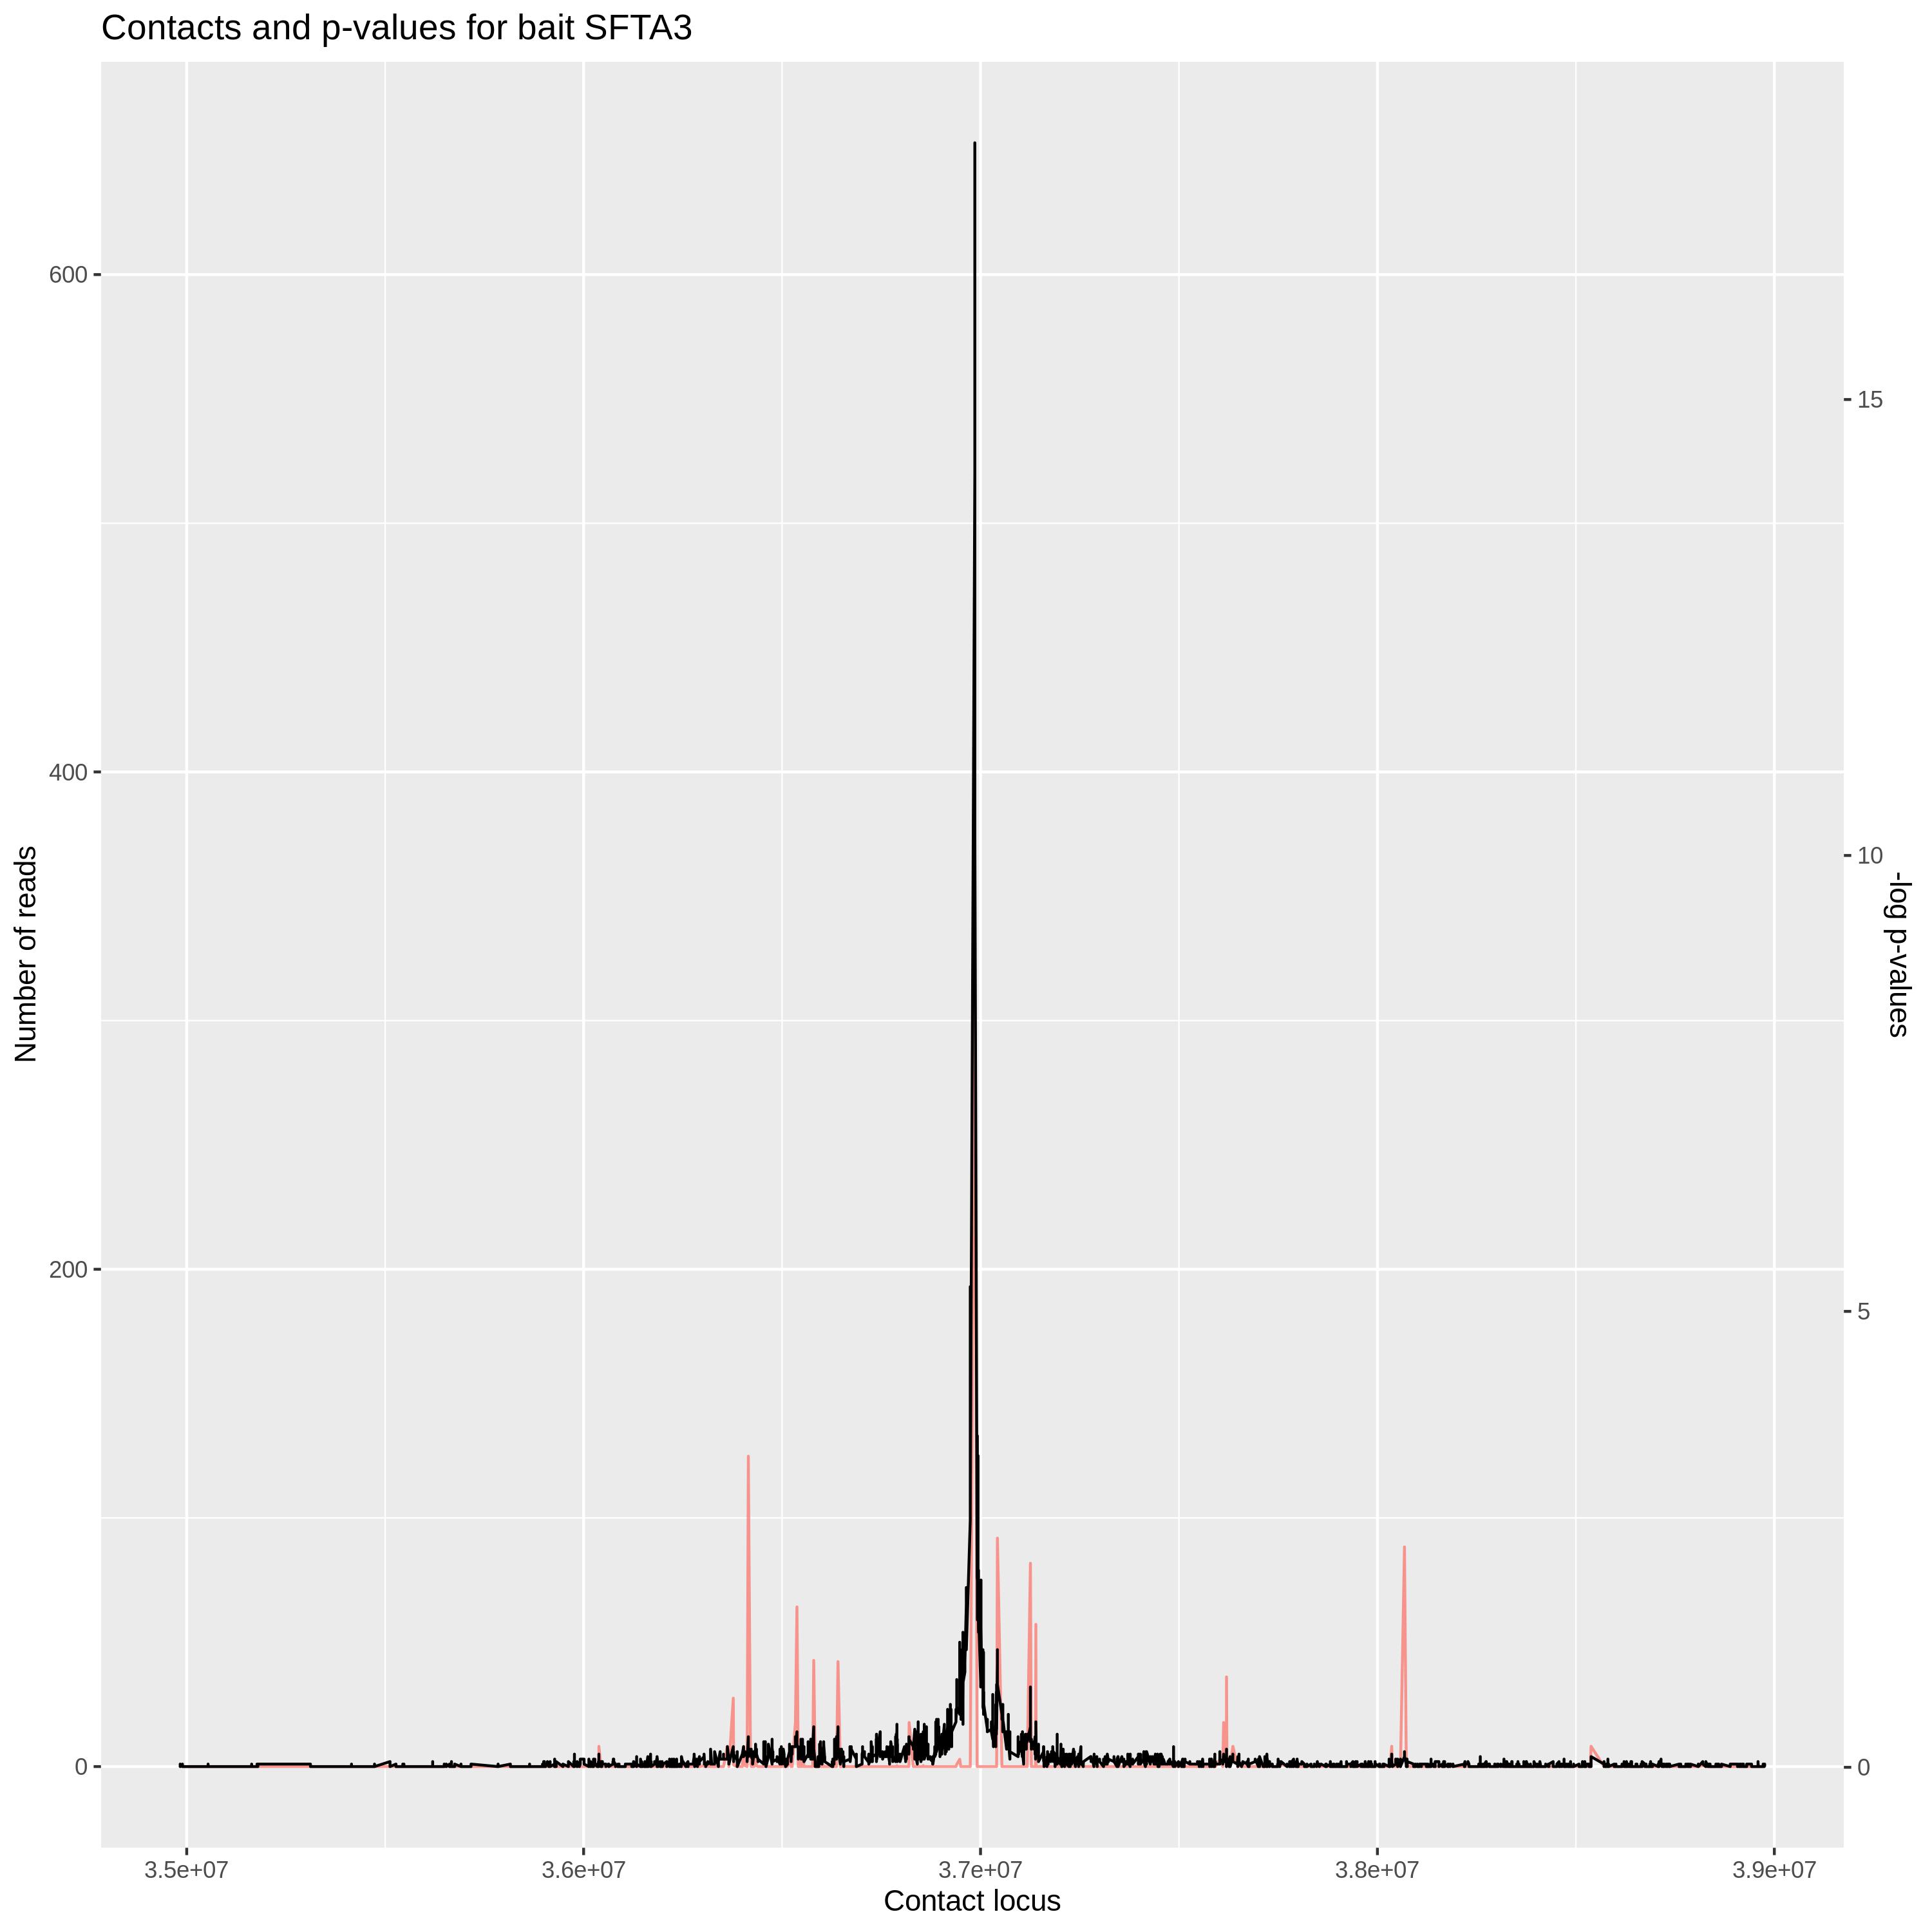 Contacts and p-values for bait SFTA3
600
400
200
0
Number of reads
15
10
5
0
-log p-values
3.5e+07
3.6e+07
3.7e+07
3.8e+07
3.9e+07
Contact locus